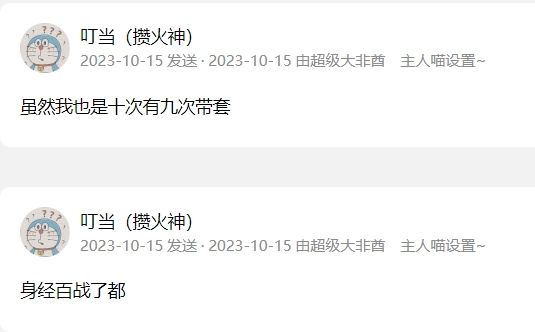 叮当（攒火神）
2023-10-15 发送 · 2023-10-15 由超级大非酋 主人喵设置~
虽然我也是十次有九次带套
叮当（攒火神）
2023-10-15 发送 · 2023-10-15 由超级大非酋 主人喵设置~
身经百战了都